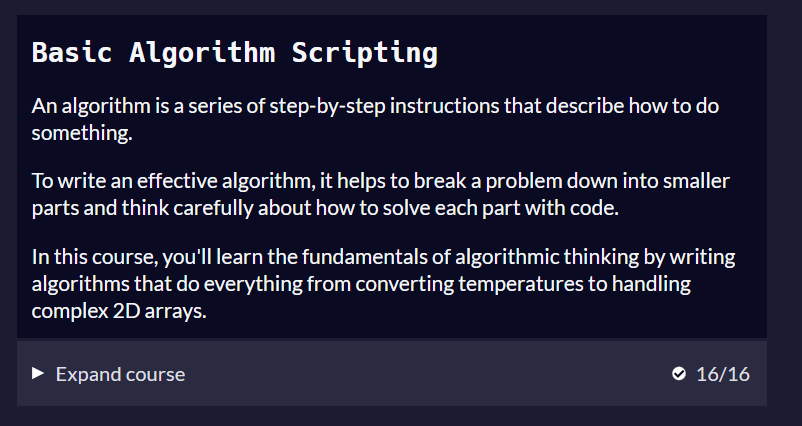 Basic Algorithm Scripting
An algorithm is a series of step-by-step instructions that describe how to do
something.
To write an effective algorithm, it helps to break a problem down into smaller
parts and think carefully about how to solve each part with code.
In this course, you'll learn the fundamentals of algorithmic thinking by writing
algorithms that do everything from converting temperatures to handling
complex 2D arrays.
Expand course 16/16